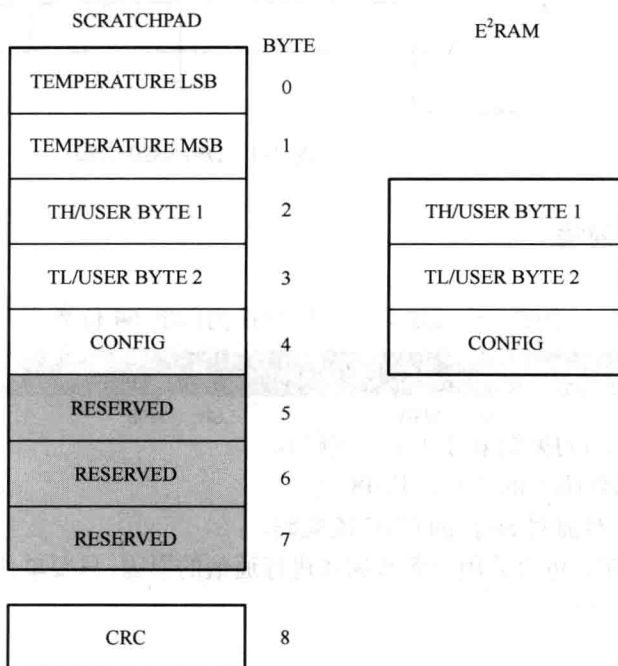 SCRATCHPAD
BYTE
TEMPERATURE LSB 0
TEMPERATURE MSB 1
TH/USER BYTE 1 2
TL/USER BYTE 2 3
CONFIG 4
RESERVED 5
RESERVED 6
RESERVED 7
CRC 8
E²RAM
TH/USER BYTE 1
TL/USER BYTE 2
CONFIG